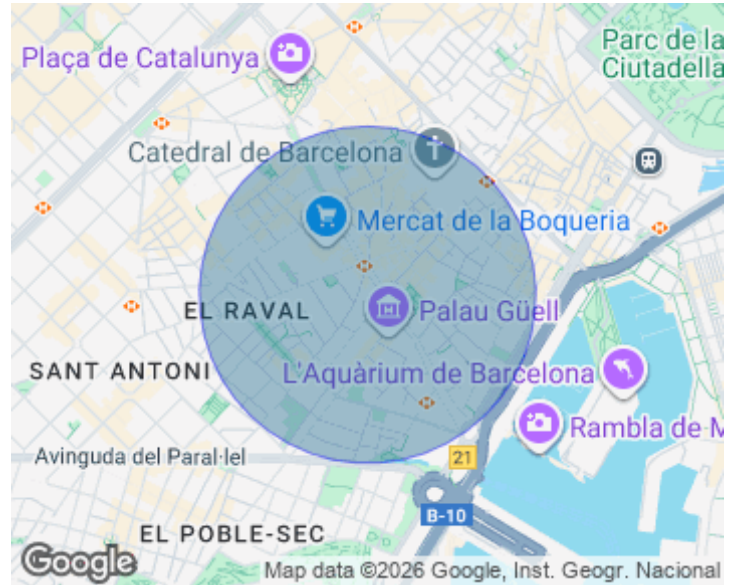 Parc de la
Ciutadella
Plaça de Catalunya
Catedral de Barcelona
Mercat de la Boqueria
EL RAVAL
Palau Güell
SANT ANTONI
L'Aquàrium de Barcelona
Rambla de M
Avinguda del Paral·lel
21
B-10
EL POBLE-SEC
Google
Map data ©2026 Google, Inst. Geogr. Nacional